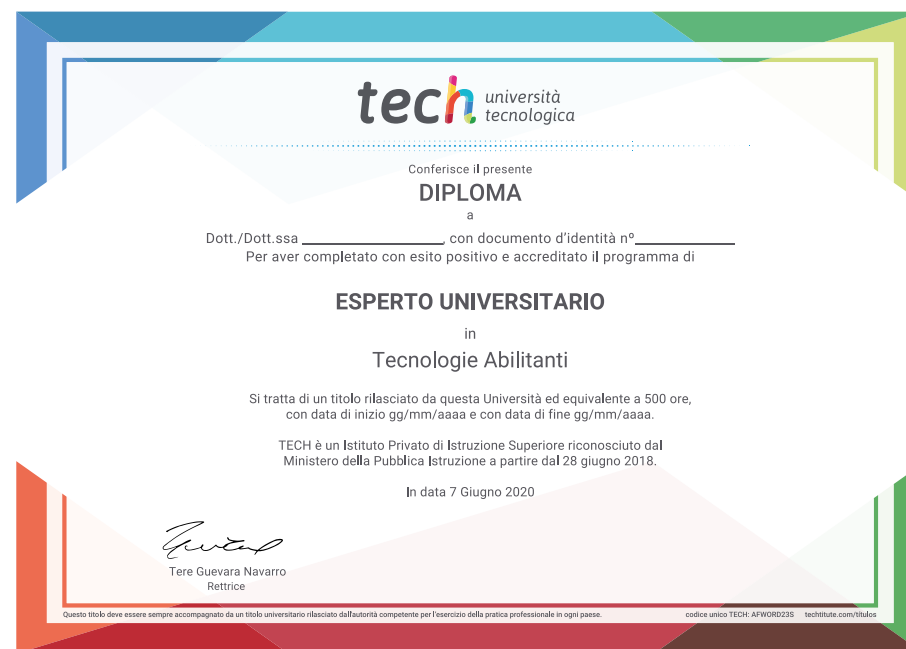 tech università
tecnologica
Conferisce il presente
DIPLOMA
a
Dott./Dott.ssa ____________________, con documento d'identità nº______________
Per aver completato con esito positivo e accreditato il programma di
ESPERTO UNIVERSITARIO
in
Tecnologie Abilitanti
Si tratta di un titolo rilasciato da questa Università ed equivalente a 500 ore,
con data di inizio gg/mm/aaaa e con data di fine gg/mm/aaaa.
TECH è un Istituto Privato di Istruzione Superiore riconosciuto dal
Ministero della Pubblica Istruzione a partire dal 28 giugno 2018.
In data 7 Giugno 2020
Tere Guevara Navarro
Rettrice
Questo titolo deve essere sempre accompagnato da un titolo universitario rilasciato dall'autorità competente per l'esercizio della pratica professionale in ogni paese. codice unico TECH: AFWORD23S techtitute.com/titulos